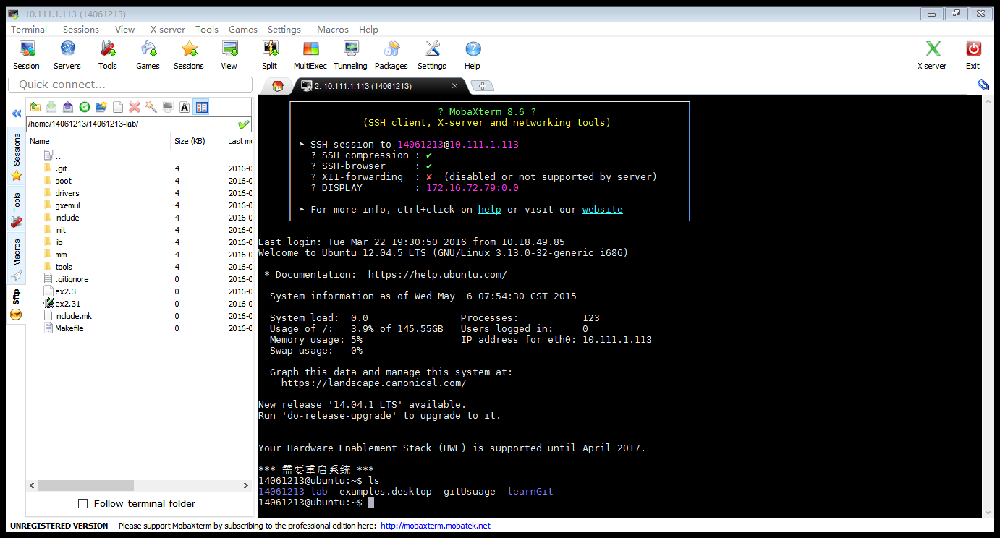 10.111.1.113 (14061213)
Terminal Sessions View X server Tools Games Settings Macros Help
Session Servers Tools Games Sessions View Split MultiExec Tunneling Packages Settings Help X server Exit
Quick connect...
2. 10.111.1.113 (14061213)
/home/14061213/14061213-lab/
Name Size (KB) Last mo
..
.git 4 2016-0
boot 4 2016-0
drivers 4 2016-0
gxemul 4 2016-0
include 4 2016-0
init 4 2016-0
lib 4 2016-0
mm 4 2016-0
tools 4 2016-0
.gitignore 0 2016-0
ex2.3 0 2016-0
ex2.31 0 2016-0
include.mk 0 2016-0
Makefile 0 2016-0
Sessions
Tools
Macros
Sftp
Follow terminal folder
? MobaXterm 8.6 ?
(SSH client, X-server and networking tools)
➤ SSH session to 14061213@10.111.1.113
? SSH compression : ✔
? SSH-browser : ✔
? X11-forwarding : ✘ (disabled or not supported by server)
? DISPLAY : 172.16.72.79:0.0
➤ For more info, ctrl+click on help or visit our website
Last login: Tue Mar 22 19:30:50 2016 from 10.18.49.85
Welcome to Ubuntu 12.04.5 LTS (GNU/Linux 3.13.0-32-generic i686)
* Documentation: https://help.ubuntu.com/
System information as of Wed May 6 07:54:30 CST 2015
System load: 0.0 Processes: 123
Usage of /: 3.9% of 145.55GB Users logged in: 0
Memory usage: 5% IP address for eth0: 10.111.1.113
Swap usage: 0%
Graph this data and manage this system at:
https://landscape.canonical.com/
New release '14.04.1 LTS' available.
Run 'do-release-upgrade' to upgrade to it.
Your Hardware Enablement Stack (HWE) is supported until April 2017.
*** 需要重启系统 ***
14061213@ubuntu:~$ ls
14061213-lab examples.desktop gitUsuage learnGit
14061213@ubuntu:~$
UNREGISTERED VERSION - Please support MobaXterm by subscribing to the professional edition here: http://mobaxterm.mobatek.net